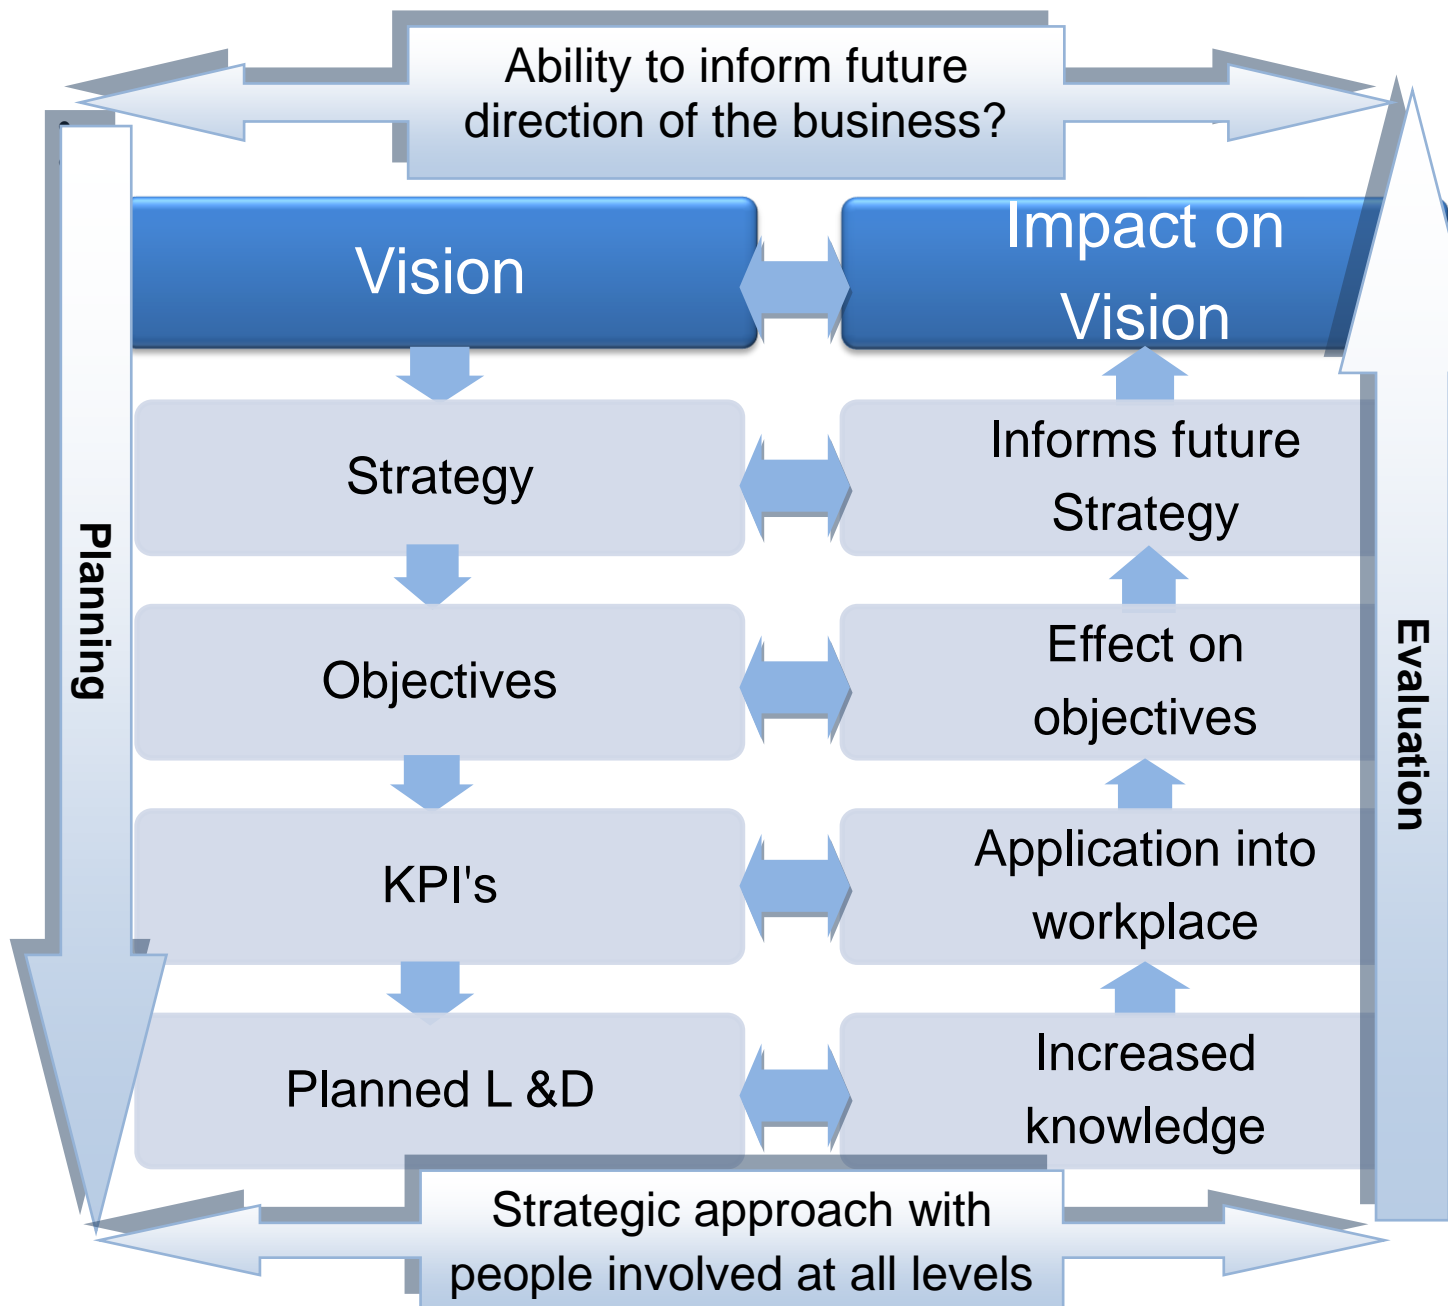 Ability to inform future
direction of the business?
Vision
Impact on
Vision
Strategy
Informs future
Strategy
Planning
Objectives
Effect on
objectives
Evaluation
KPI's
Application into
workplace
Planned L &D
Increased
knowledge
Strategic approach with
people involved at all levels